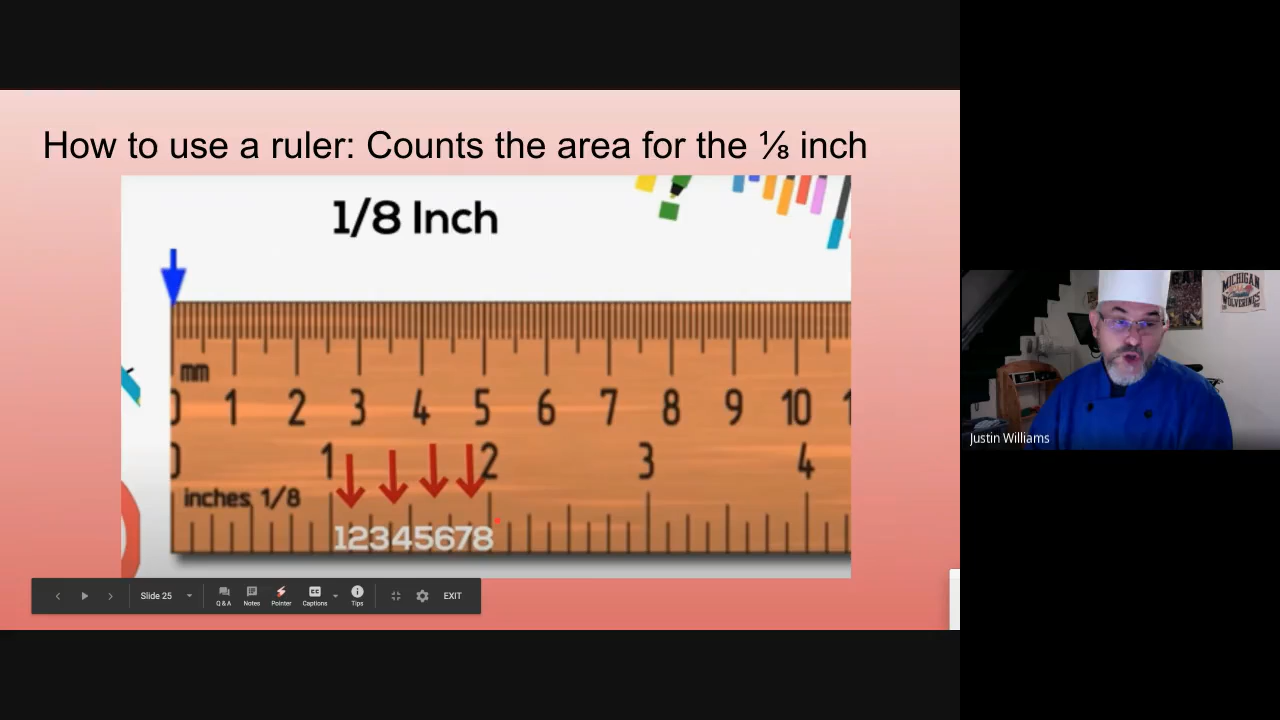 How to use a ruler: Counts the area for the ⅛ inch
1/8 Inch
mm
0 1 2 3 4 5 6 7 8 9 10 1
0 1 2 3 4
inches 1/8
12345678
Slide 25
Q & A Notes Pointer Captions Tips
EXIT
MICHIGAN
WOLVERINES
Justin Williams